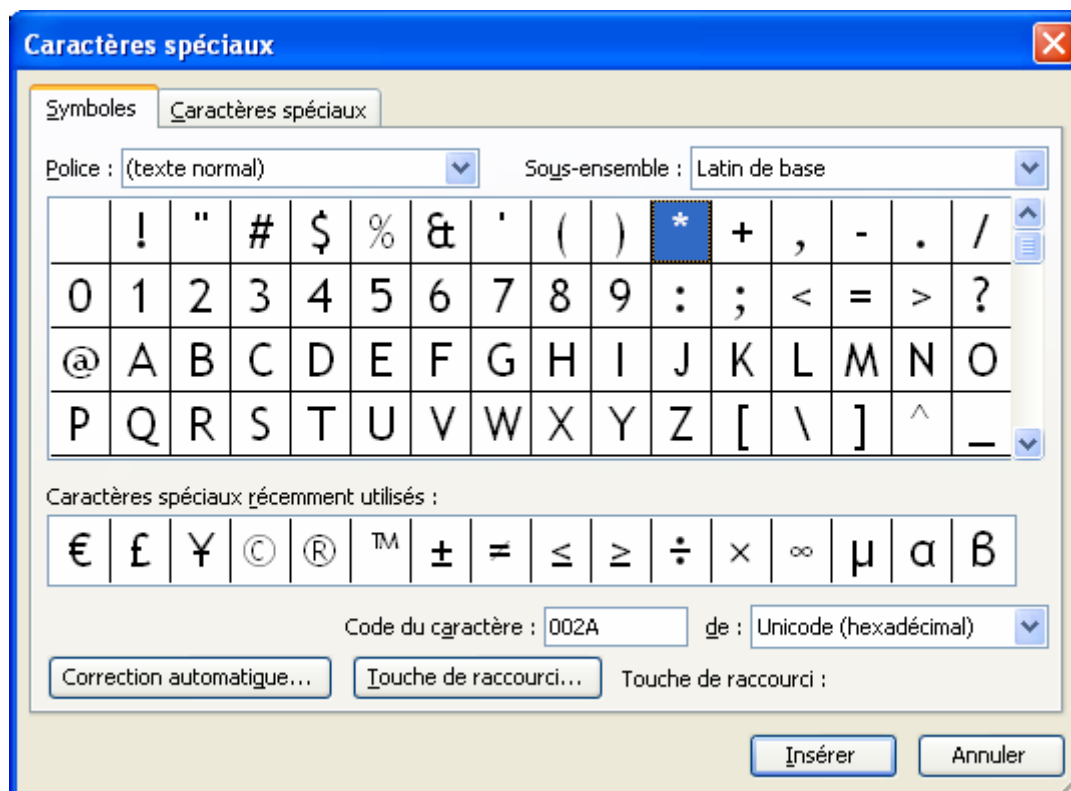 Caractères spéciaux
Symboles Caractères spéciaux
Police : (texte normal) Sous-ensemble : Latin de base
! " # $ % & ' ( ) * + , - . /
0 1 2 3 4 5 6 7 8 9 : ; < = > ?
@ A B C D E F G H I J K L M N O
P Q R S T U V W X Y Z [ \ ] ^ _
Caractères spéciaux récemment utilisés :
€ £ ¥ © ® ™ ± ≠ ≤ ≥ ÷ × ∞ µ α β
Code du caractère : 002A de : Unicode (hexadécimal)
Correction automatique... Touche de raccourci... Touche de raccourci :
Insérer Annuler